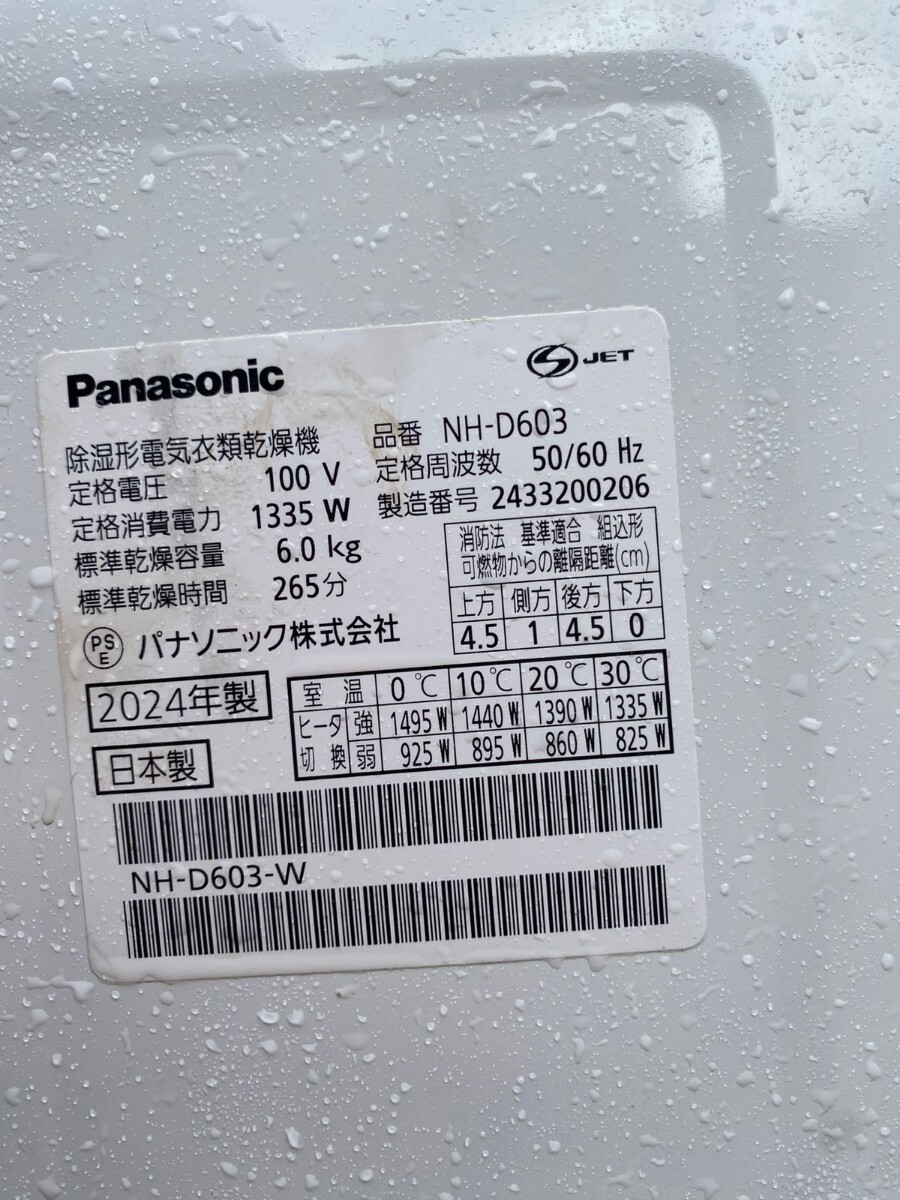 Panasonic
S JET
除湿形電気衣類乾燥機 品番 NH-D603
定格電圧 100 V 定格周波数 50/60 Hz
定格消費電力 1335 W 製造番号 2433200206
標準乾燥容量 6.0 kg
標準乾燥時間 265分
消防法 基準適合 組込形
可燃物からの離隔距離(cm)
上方 側方 後方 下方
4.5 1 4.5 0
PS E パナソニック株式会社
2024年製
日本製
室温 0℃ 10℃ 20℃ 30℃
ヒータ 強 1495 W 1440 W 1390 W 1335 W
切換 弱 925 W 895 W 860 W 825 W
NH-D603-W